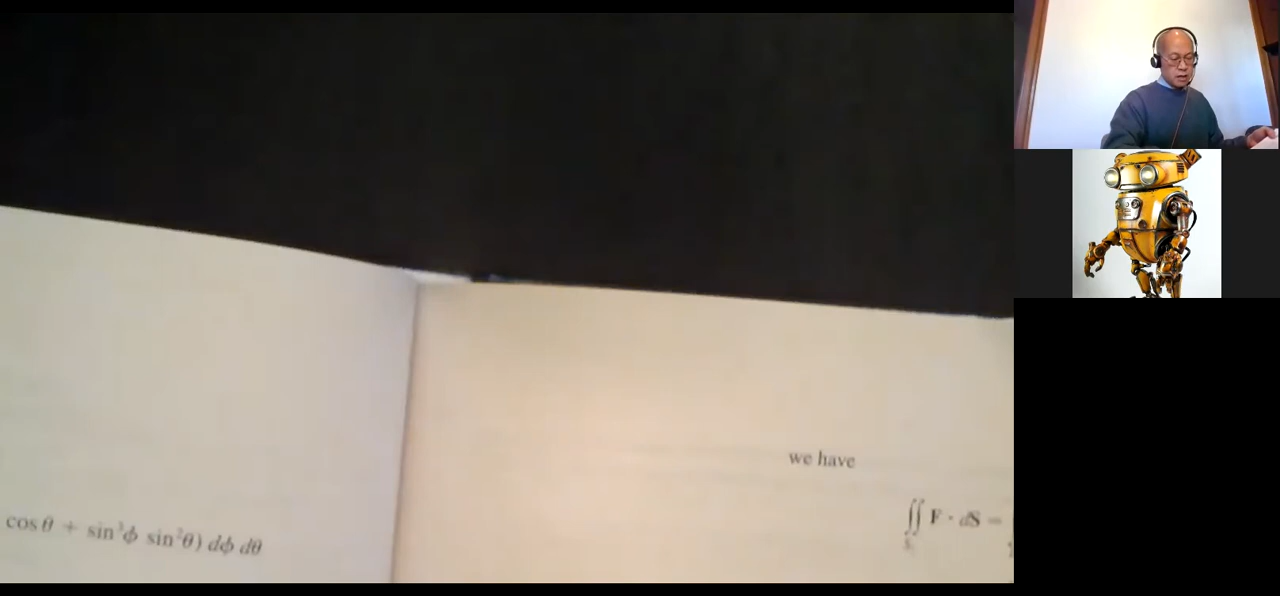 cos θ + sin³ϕ sin²θ) dϕ dθ
we have
∬ F · dS =
S